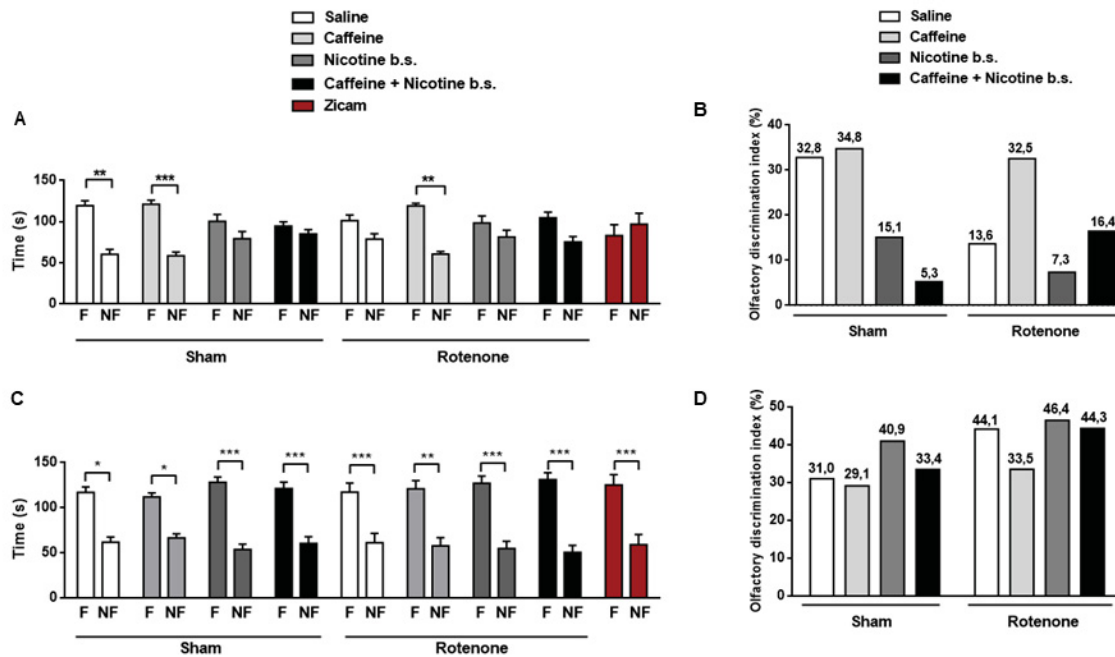 Saline
Caffeine
Nicotine b.s.
Caffeine + Nicotine b.s.
Zicam
A
Time (s)
150
100
50
0
** *** **
F NF F NF F NF F NF F NF F NF F NF F NF F NF
Sham Rotenone
Saline
Caffeine
Nicotine b.s.
Caffeine + Nicotine b.s.
B
Olfactory discrimination index (%)
40
30
20
10
0
32,8 34,8 15,1 5,3 13,6 32,5 7,3 16,4
Sham Rotenone
C
Time (s)
150
100
50
0
* * *** *** *** ** *** *** ***
F NF F NF F NF F NF F NF F NF F NF F NF F NF
Sham Rotenone
D
Olfactory discrimination index (%)
50
40
30
20
10
0
31,0 29,1 40,9 33,4 44,1 33,5 46,4 44,3
Sham Rotenone